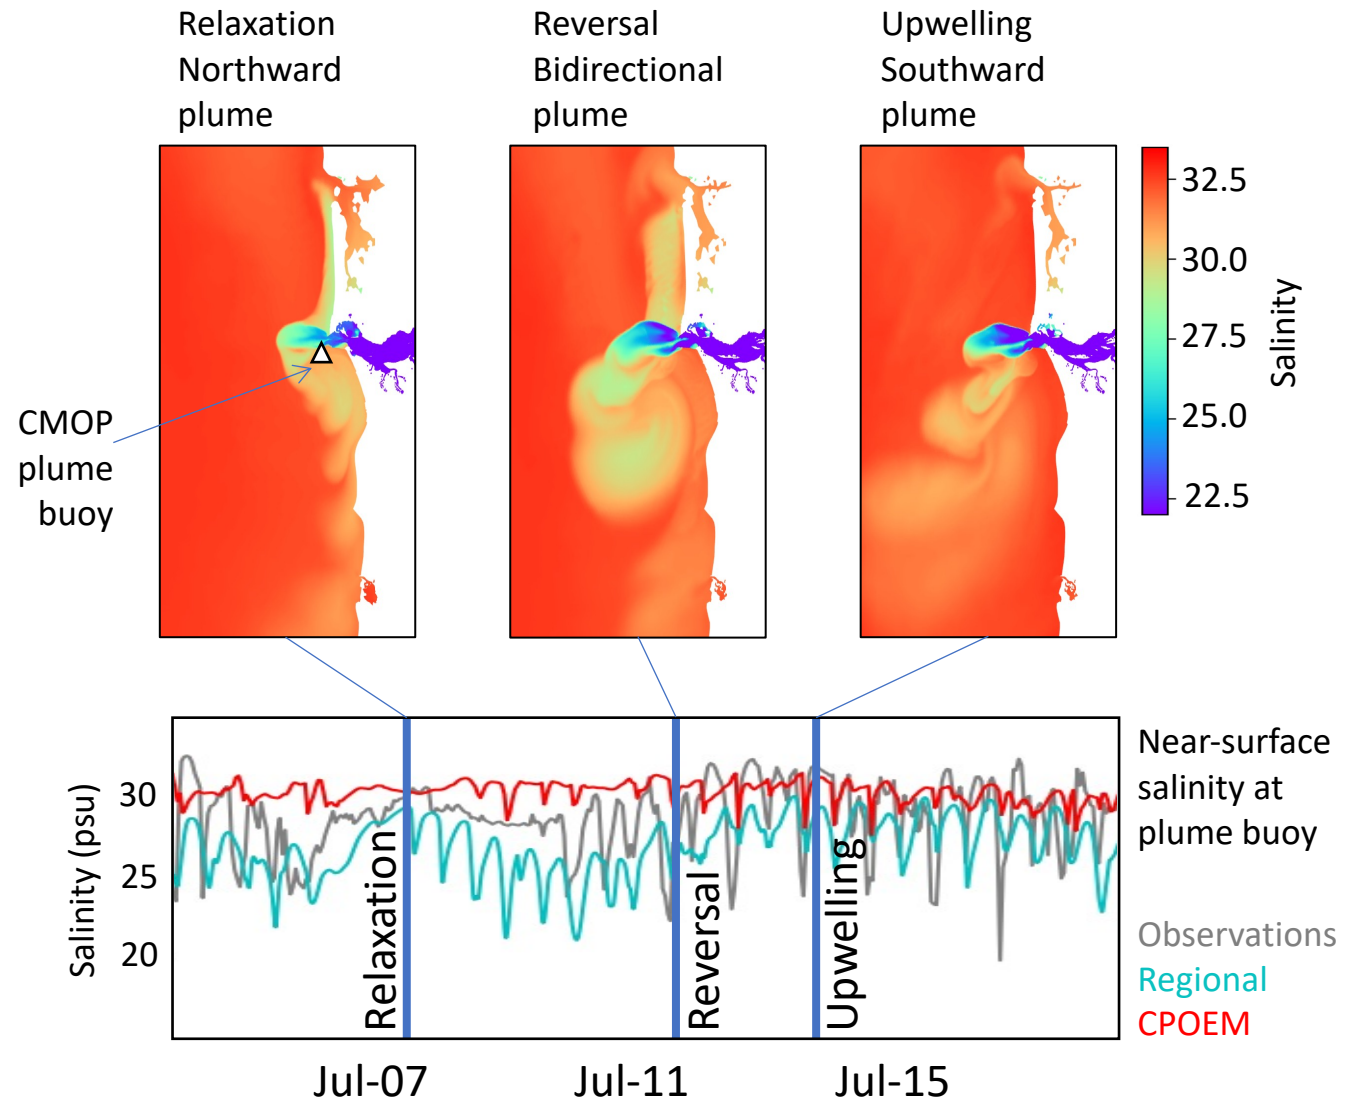 Relaxation
Northward
plume
Reversal
Bidirectional
plume
Upwelling
Southward
plume
32.5
30.0
27.5
25.0
22.5
Salinity
CMOP
plume
buoy
Salinity (psu)
30
25
20
Relaxation
Reversal
Upwelling
Near-surface
salinity at
plume buoy
Observations
Regional
CPOEM
Jul-07
Jul-11
Jul-15